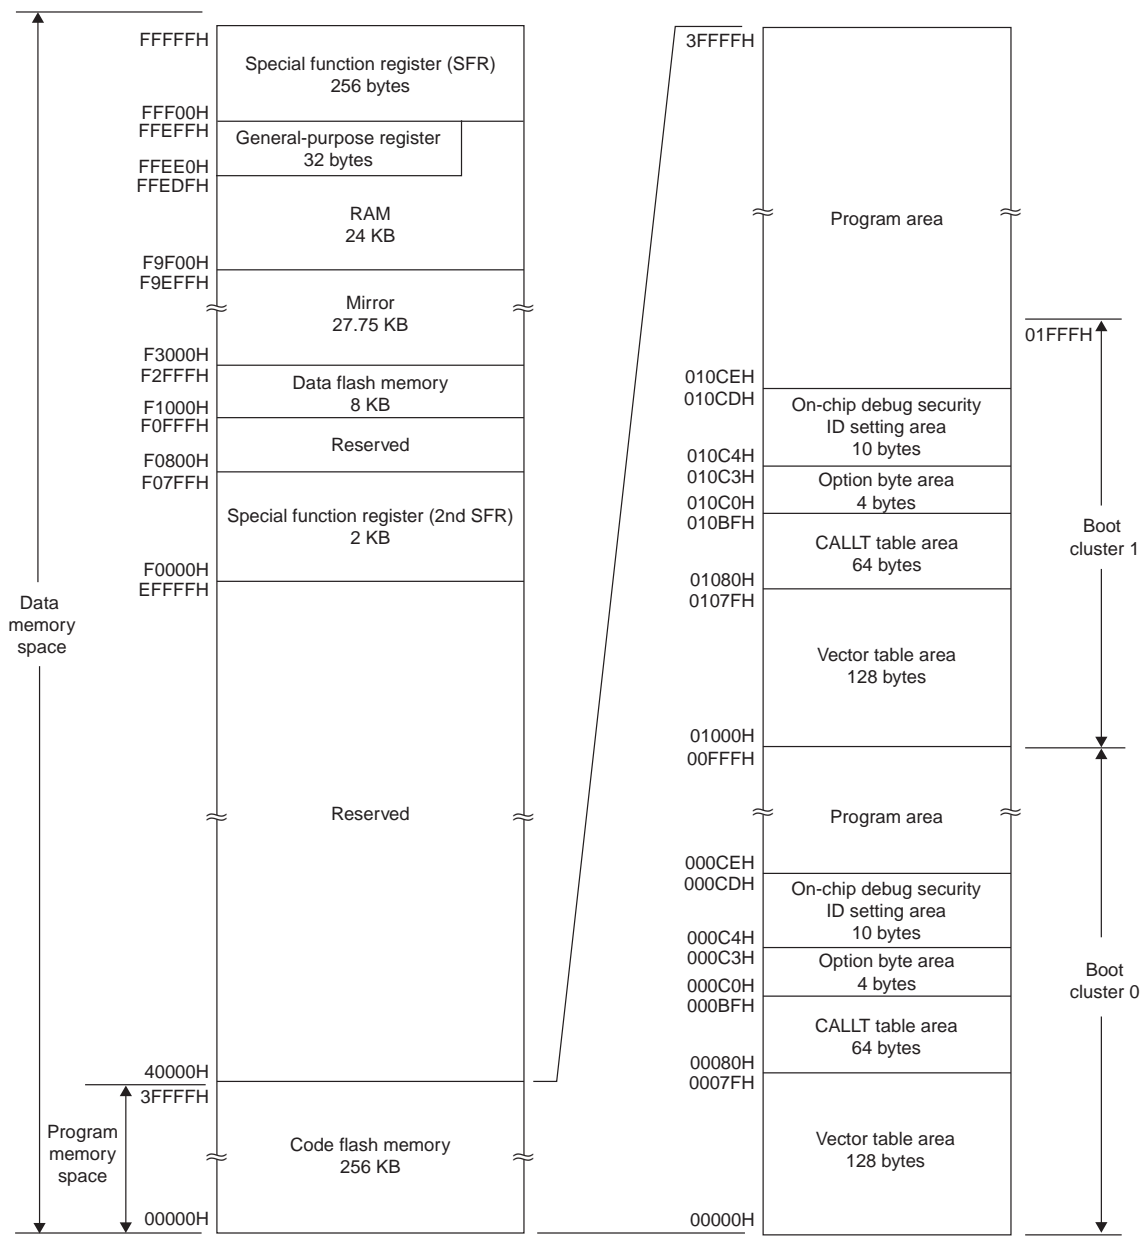 FFFFFH
Special function register (SFR)
256 bytes
FFF00H
FFEFFH
General-purpose register
32 bytes
FFEE0H
FFEDFH
RAM
24 KB
F9F00H
F9EFFH
Mirror
27.75 KB
F3000H
F2FFFH
Data flash memory
8 KB
F1000H
F0FFFH
Reserved
F0800H
F07FFH
Special function register (2nd SFR)
2 KB
F0000H
EFFFFH
Data
memory
space
Reserved
40000H
3FFFFH
Program
memory
space
Code flash memory
256 KB
00000H
3FFFFH
Program area
01FFFH
010CEH
010CDH
On-chip debug security
ID setting area
10 bytes
010C4H
010C3H
Option byte area
4 bytes
010C0H
010BFH
Boot
cluster 1
CALLT table area
64 bytes
01080H
0107FH
Vector table area
128 bytes
01000H
00FFFH
Program area
000CEH
000CDH
On-chip debug security
ID setting area
10 bytes
000C4H
000C3H
Option byte area
4 bytes
000C0H
000BFH
Boot
cluster 0
CALLT table area
64 bytes
00080H
0007FH
Vector table area
128 bytes
00000H